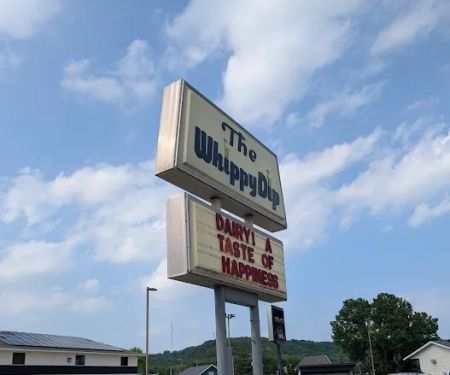 The
WhippyDip
DAIRY! A
TASTE OF
HAPPINESS